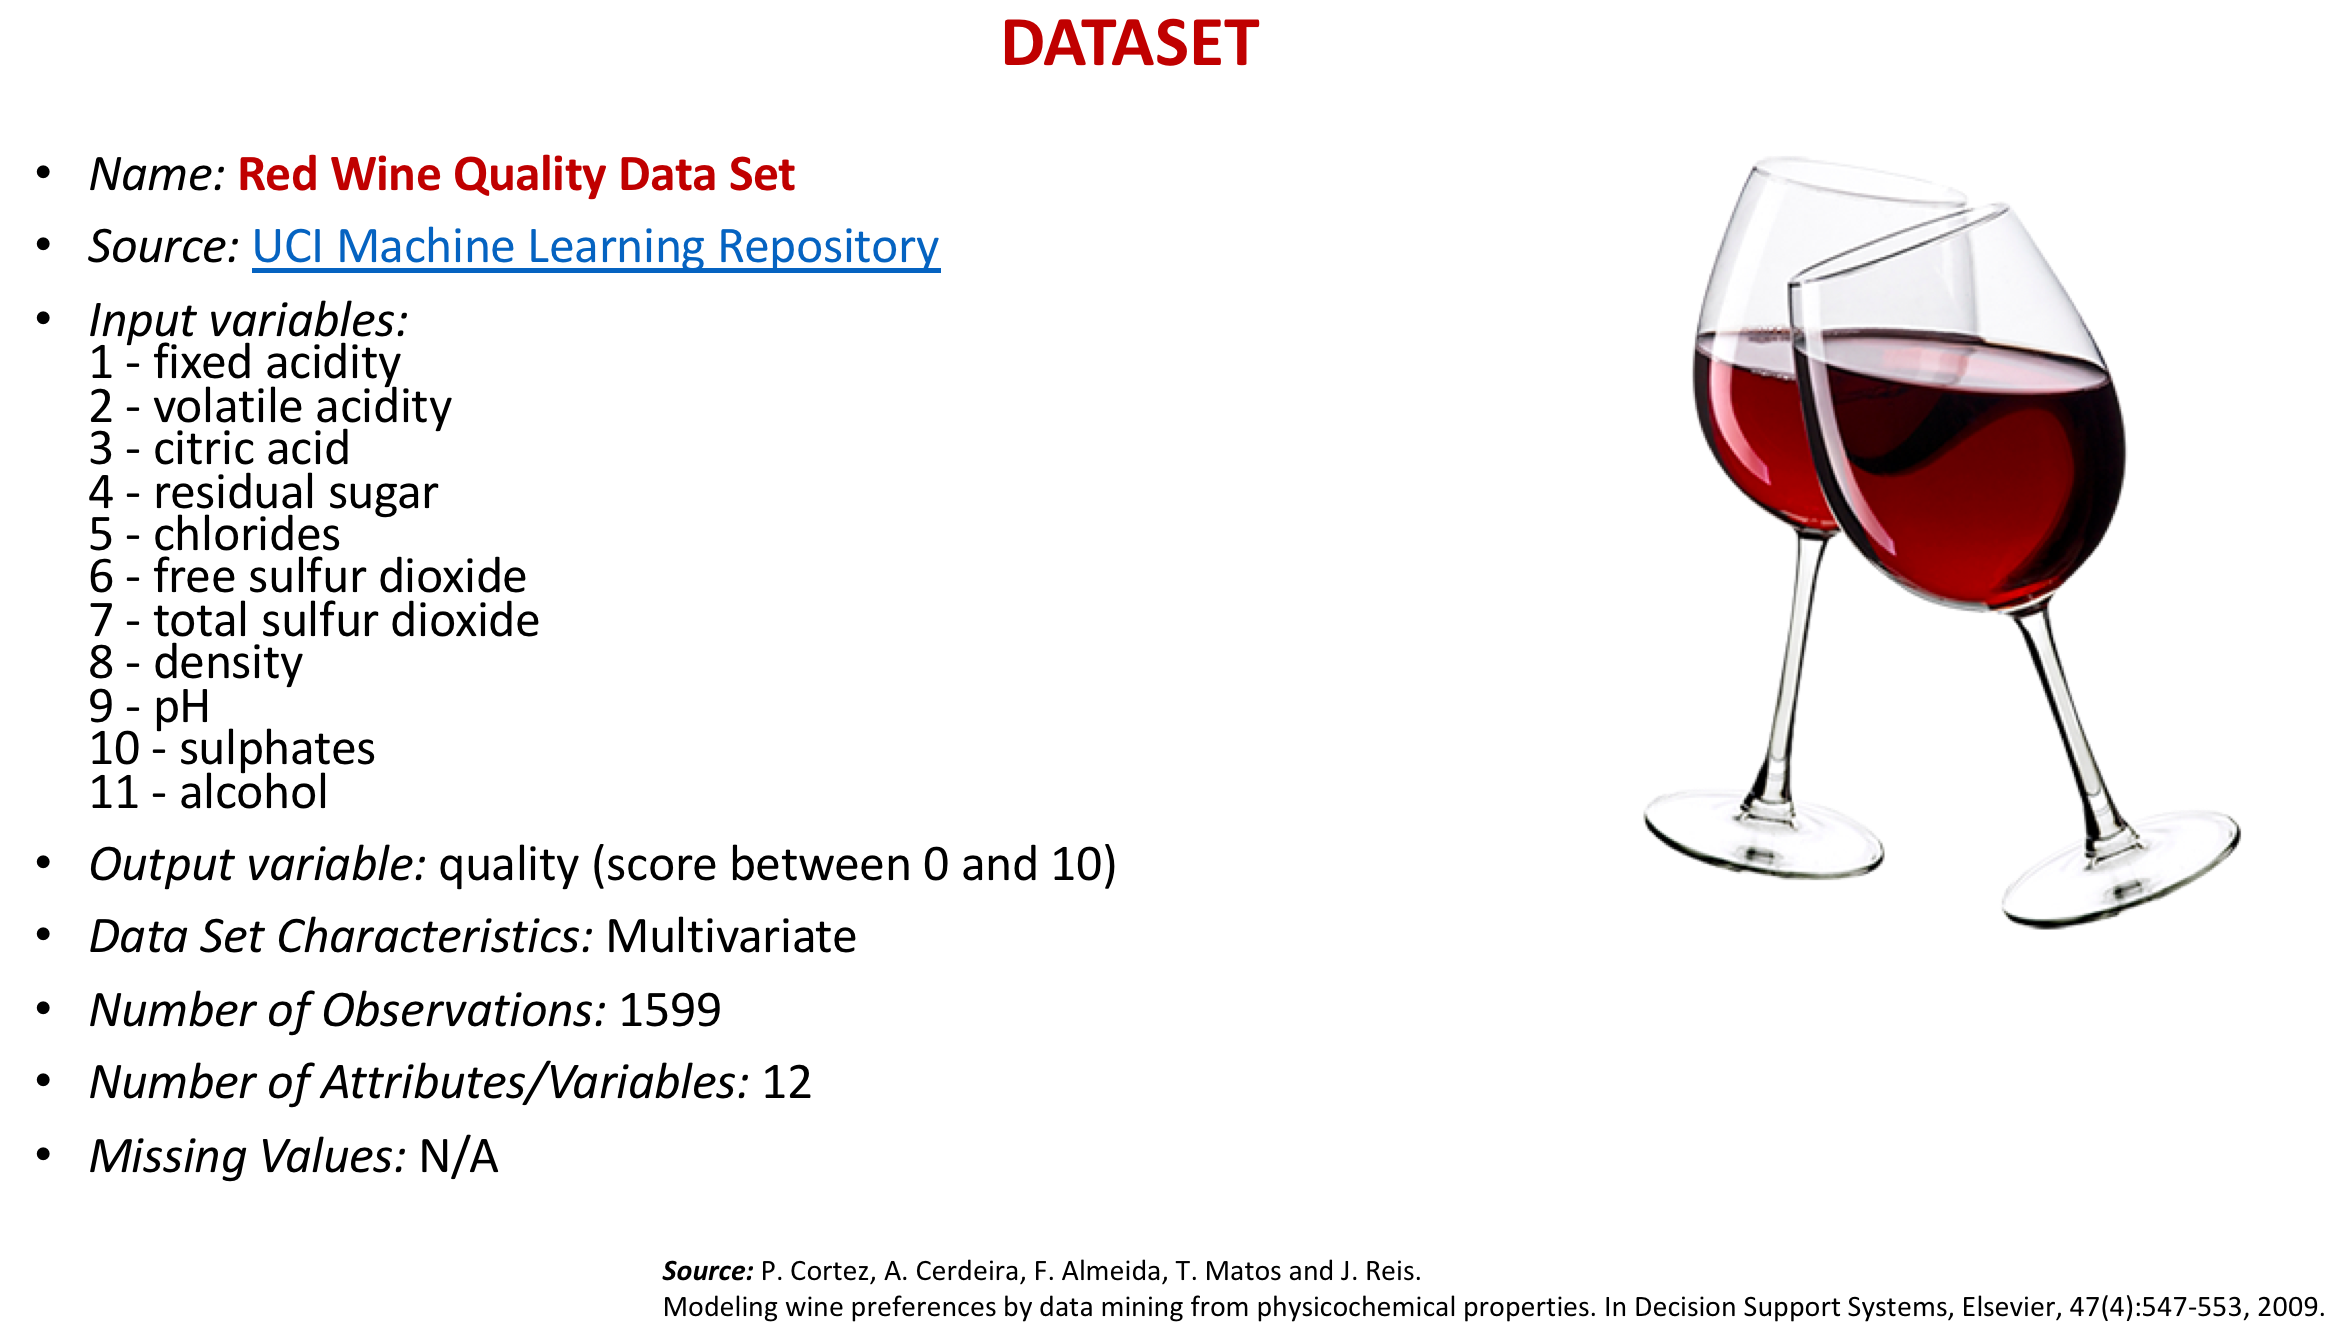 DATASET
• Name: Red Wine Quality Data Set
• Source: UCI Machine Learning Repository
• Input variables:
1 - fixed acidity
2 - volatile acidity
3 - citric acid
4 - residual sugar
5 - chlorides
6 - free sulfur dioxide
7 - total sulfur dioxide
8 - density
9 - pH
10 - sulphates
11 - alcohol
• Output variable: quality (score between 0 and 10)
• Data Set Characteristics: Multivariate
• Number of Observations: 1599
• Number of Attributes/Variables: 12
• Missing Values: N/A
Source: P. Cortez, A. Cerdeira, F. Almeida, T. Matos and J. Reis.
Modeling wine preferences by data mining from physicochemical properties. In Decision Support Systems, Elsevier, 47(4):547-553, 2009.